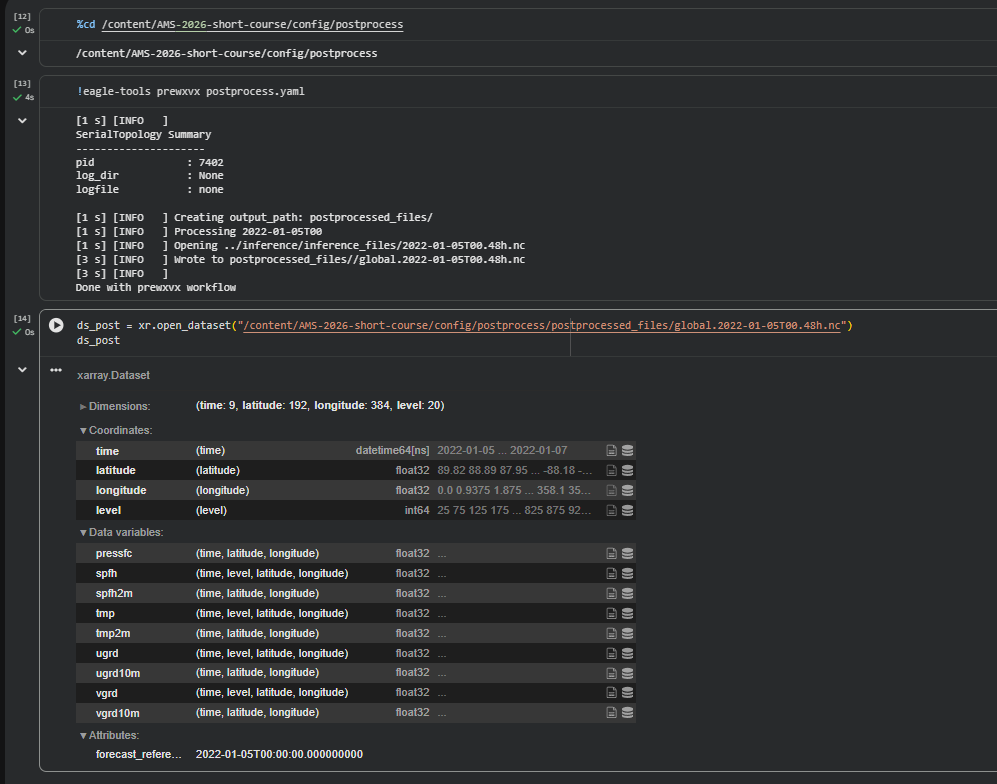 [12]
0s
%cd /content/AMS-2026-short-course/config/postprocess
/content/AMS-2026-short-course/config/postprocess
[13]
4s
!eagle-tools prewxvx postprocess.yaml
[1 s] [INFO   ]
SerialTopology Summary
---------------------
pid               : 7402
log_dir           : None
logfile           : none
[1 s] [INFO   ] Creating output_path: postprocessed_files/
[1 s] [INFO   ] Processing 2022-01-05T00
[1 s] [INFO   ] Opening ../inference/inference_files/2022-01-05T00.48h.nc
[3 s] [INFO   ] Wrote to postprocessed_files//global.2022-01-05T00.48h.nc
[3 s] [INFO   ]
Done with prewxvx workflow
[14]
0s
ds_post = xr.open_dataset("/content/AMS-2026-short-course/config/postprocess/postprocessed_files/global.2022-01-05T00.48h.nc")
ds_post
xarray.Dataset
Dimensions: (time: 9, latitude: 192, longitude: 384, level: 20)
Coordinates:
time (time) datetime64[ns] 2022-01-05 ... 2022-01-07
latitude (latitude) float32 89.82 88.89 87.95 ... -88.18 -...
longitude (longitude) float32 0.0 0.9375 1.875 ... 358.1 35...
level (level) int64 25 75 125 175 ... 825 875 92...
Data variables:
pressfc (time, latitude, longitude) float32 ...
spfh (time, level, latitude, longitude) float32 ...
spfh2m (time, latitude, longitude) float32 ...
tmp (time, level, latitude, longitude) float32 ...
tmp2m (time, latitude, longitude) float32 ...
ugrd (time, level, latitude, longitude) float32 ...
ugrd10m (time, latitude, longitude) float32 ...
vgrd (time, level, latitude, longitude) float32 ...
vgrd10m (time, latitude, longitude) float32 ...
Attributes:
forecast_refere... 2022-01-05T00:00:00.000000000